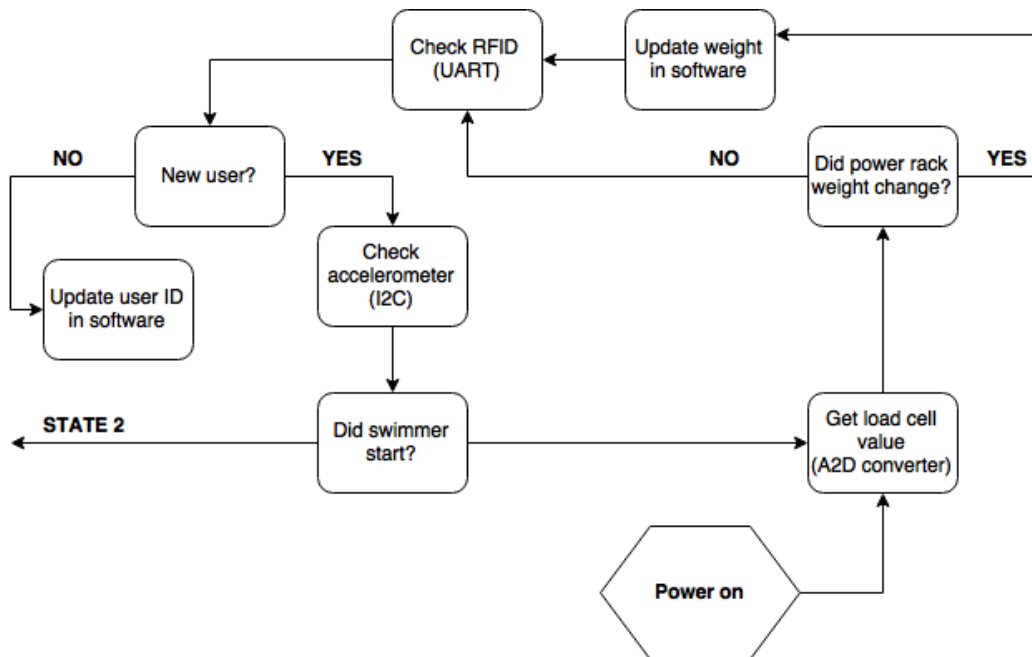 Check RFID
(UART)
Update weight
in software
NO
YES
New user?
NO
YES
Did power rack
weight change?
Check
accelerometer
(I2C)
Update user ID
in software
STATE 2
Did swimmer
start?
Get load cell
value
(A2D converter)
Power on